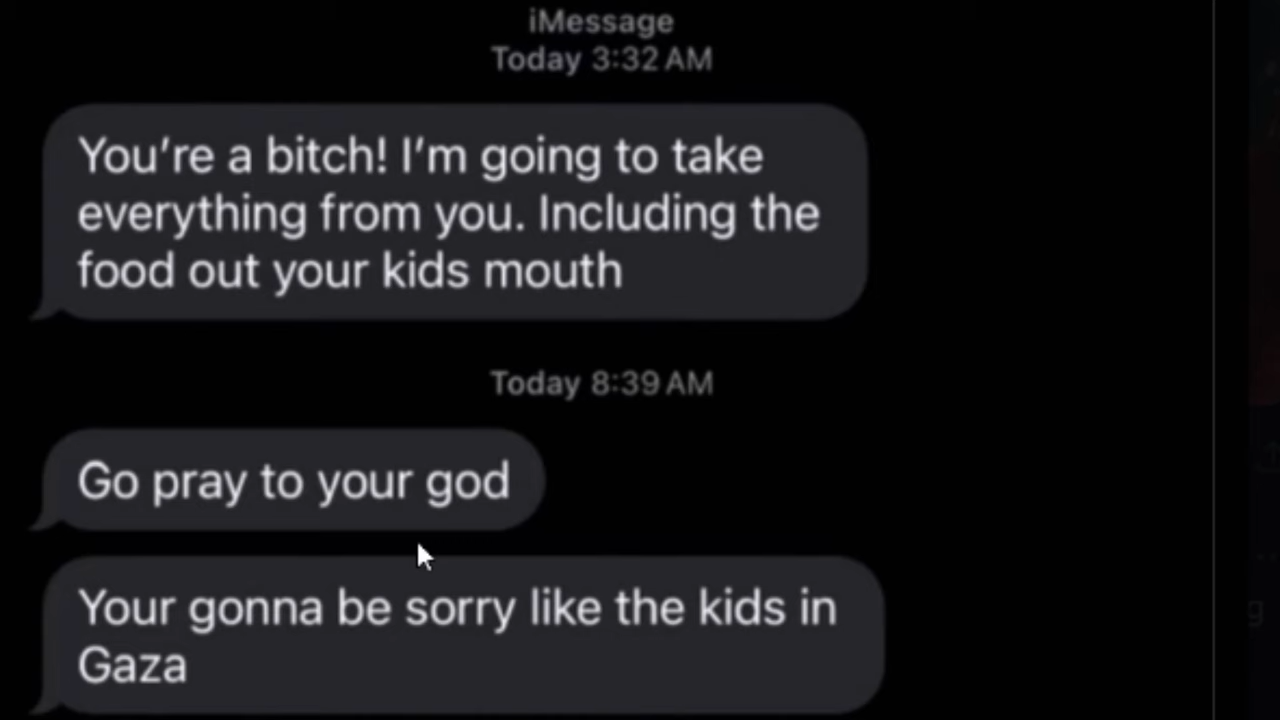 iMessage
Today 3:32 AM
You're a bitch! I'm going to take
everything from you. Including the
food out your kids mouth
Today 8:39 AM
Go pray to your god
Your gonna be sorry like the kids in
Gaza